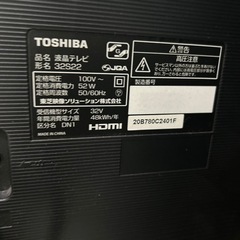 TOSHIBA
液晶テレビ
形名 32S22
定格電圧: 100V~
定格消費電力: 52 W
定格周波数: 50/60Hz
東芝映像ソリューション株式会社
JQA
警告
高圧注意
製造番号
受信機型サイズ 32V
年間消費電力量 48kWh/年
区分名: DN1
MADE IN CHINA
HDMI
20B780C2401F